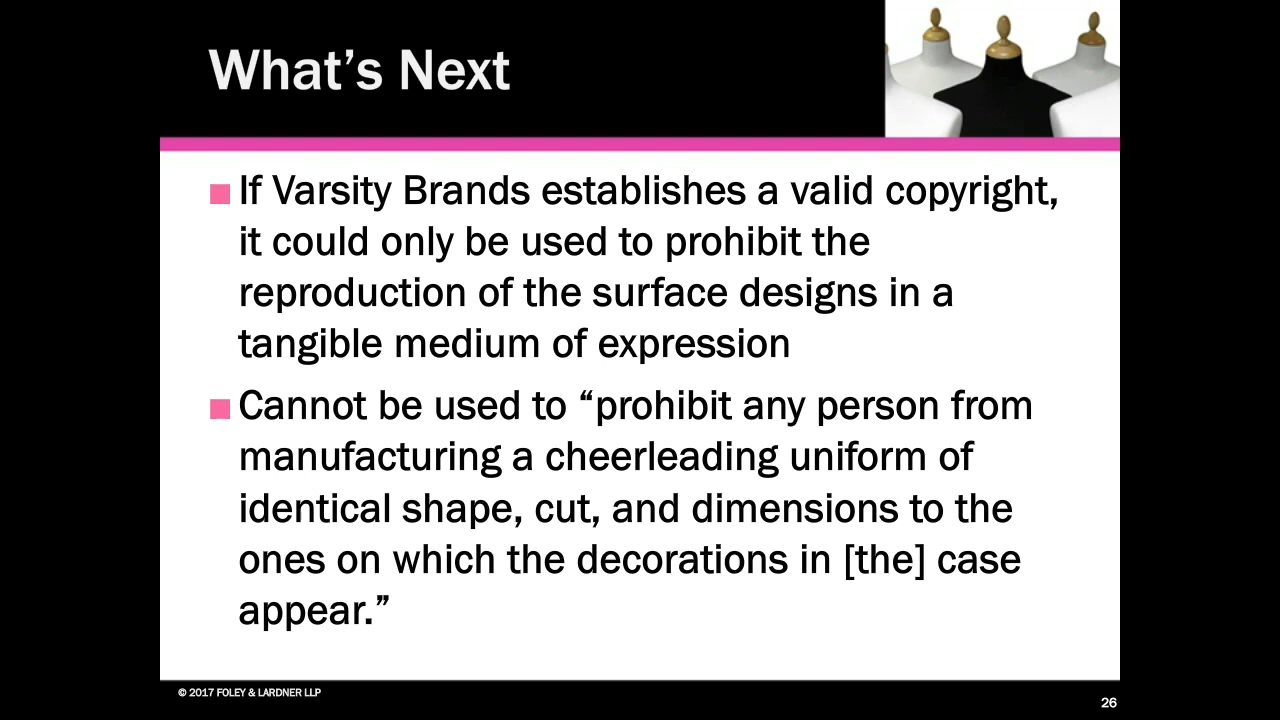 What’s Next
If Varsity Brands establishes a valid copyright,
it could only be used to prohibit the
reproduction of the surface designs in a
tangible medium of expression
Cannot be used to “prohibit any person from
manufacturing a cheerleading uniform of
identical shape, cut, and dimensions to the
ones on which the decorations in [the] case
appear.”
© 2017 FOLEY & LARDNER LLP
26